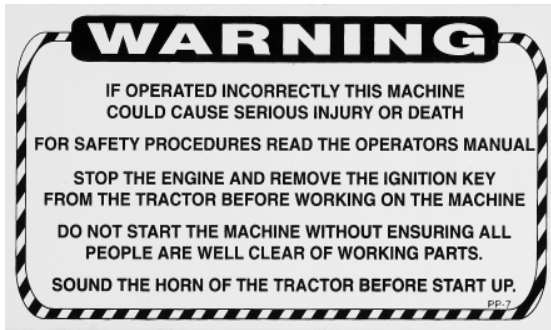 WARNING
IF OPERATED INCORRECTLY THIS MACHINE
COULD CAUSE SERIOUS INJURY OR DEATH
FOR SAFETY PROCEDURES READ THE OPERATORS MANUAL
STOP THE ENGINE AND REMOVE THE IGNITION KEY
FROM THE TRACTOR BEFORE WORKING ON THE MACHINE
DO NOT START THE MACHINE WITHOUT ENSURING ALL
PEOPLE ARE WELL CLEAR OF WORKING PARTS.
SOUND THE HORN OF THE TRACTOR BEFORE START UP.
PP-7